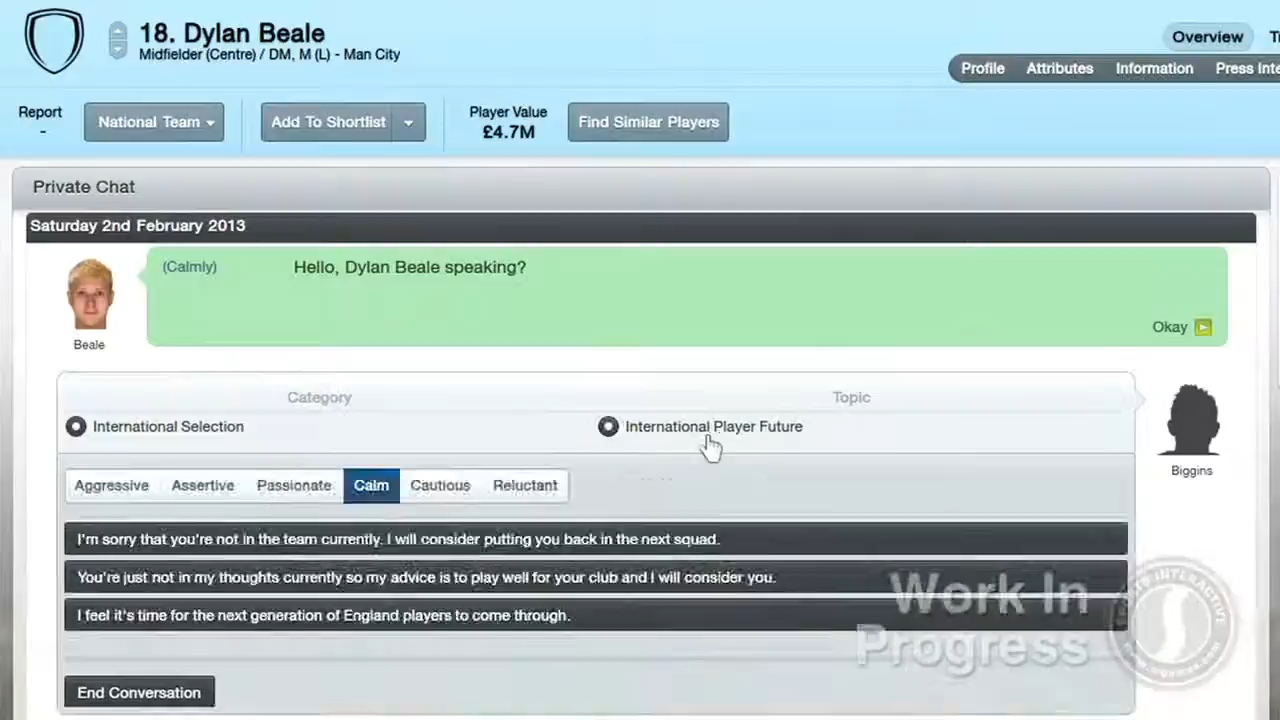 18. Dylan Beale
Midfielder (Centre) / DM, M (L) - Man City
Overview
Profile Attributes Information Press
Report
-
National Team
Add To Shortlist
Player Value
£4.7M
Find Similar Players
Private Chat
Saturday 2nd February 2013
(Calmly) Hello, Dylan Beale speaking?
Okay
Beale
Category Topic
International Selection International Player Future
Biggins
Aggressive Assertive Passionate Calm Cautious Reluctant
I'm sorry that you're not in the team currently. I will consider putting you back in the next squad.
You're just not in my thoughts currently so my advice is to play well for your club and I will consider you.
I feel it's time for the next generation of England players to come through.
Work In
Progress
End Conversation